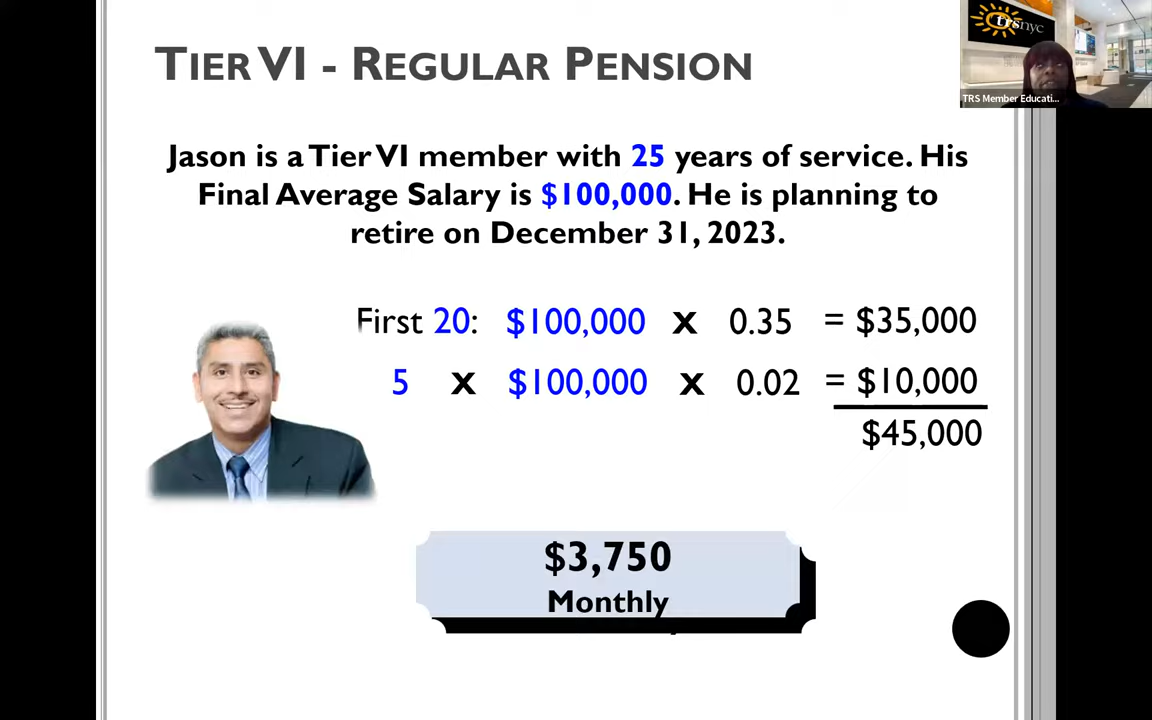 TIER VI - REGULAR PENSION
trsnyc
TRS Member Educati...
Jason is a Tier VI member with 25 years of service. His
Final Average Salary is $100,000. He is planning to
retire on December 31, 2023.
First 20: $100,000 x 0.35 = $35,000
5 x $100,000 x 0.02 = $10,000
$45,000
$3,750
Monthly